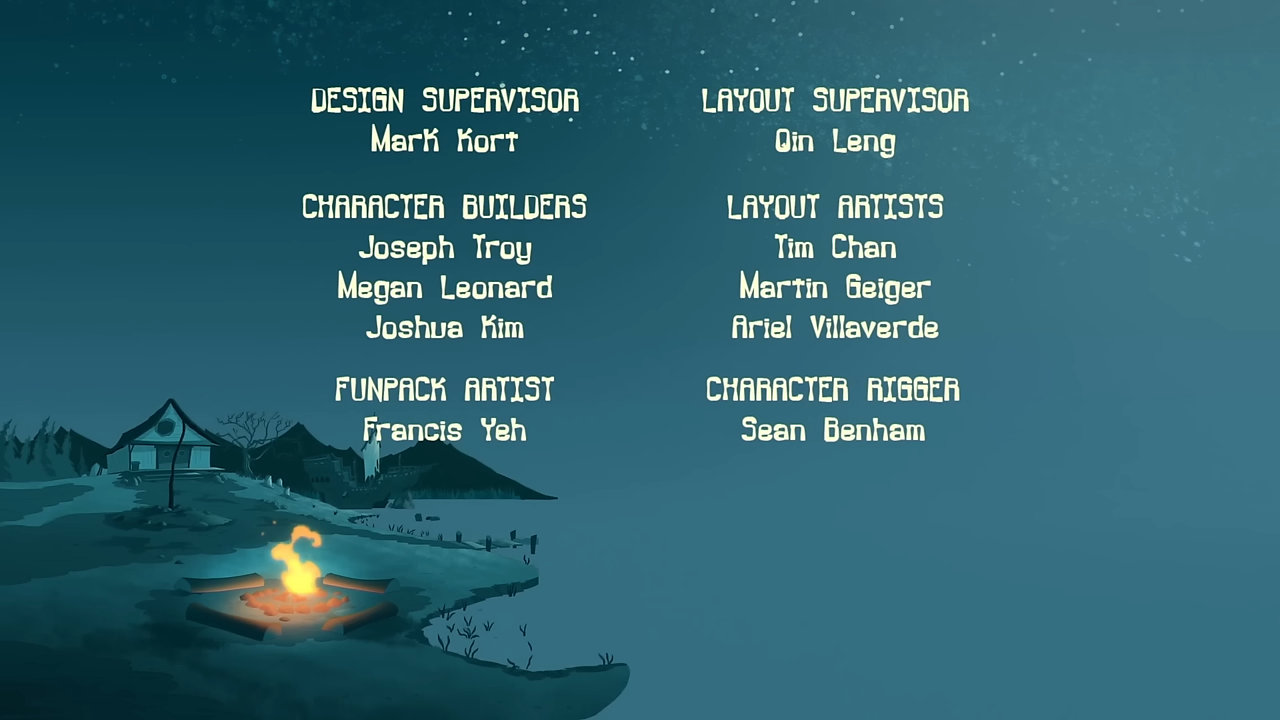 DESIGN SUPERVISOR
Mark Kort
CHARACTER BUILDERS
Joseph Troy
Megan Leonard
Joshua Kim
FUNPACK ARTIST
Francis Yeh
LAYOUT SUPERVISOR
Qin Leng
LAYOUT ARTISTS
Tim Chan
Martin Geiger
Ariel Villaverde
CHARACTER RIGGER
Sean Benham